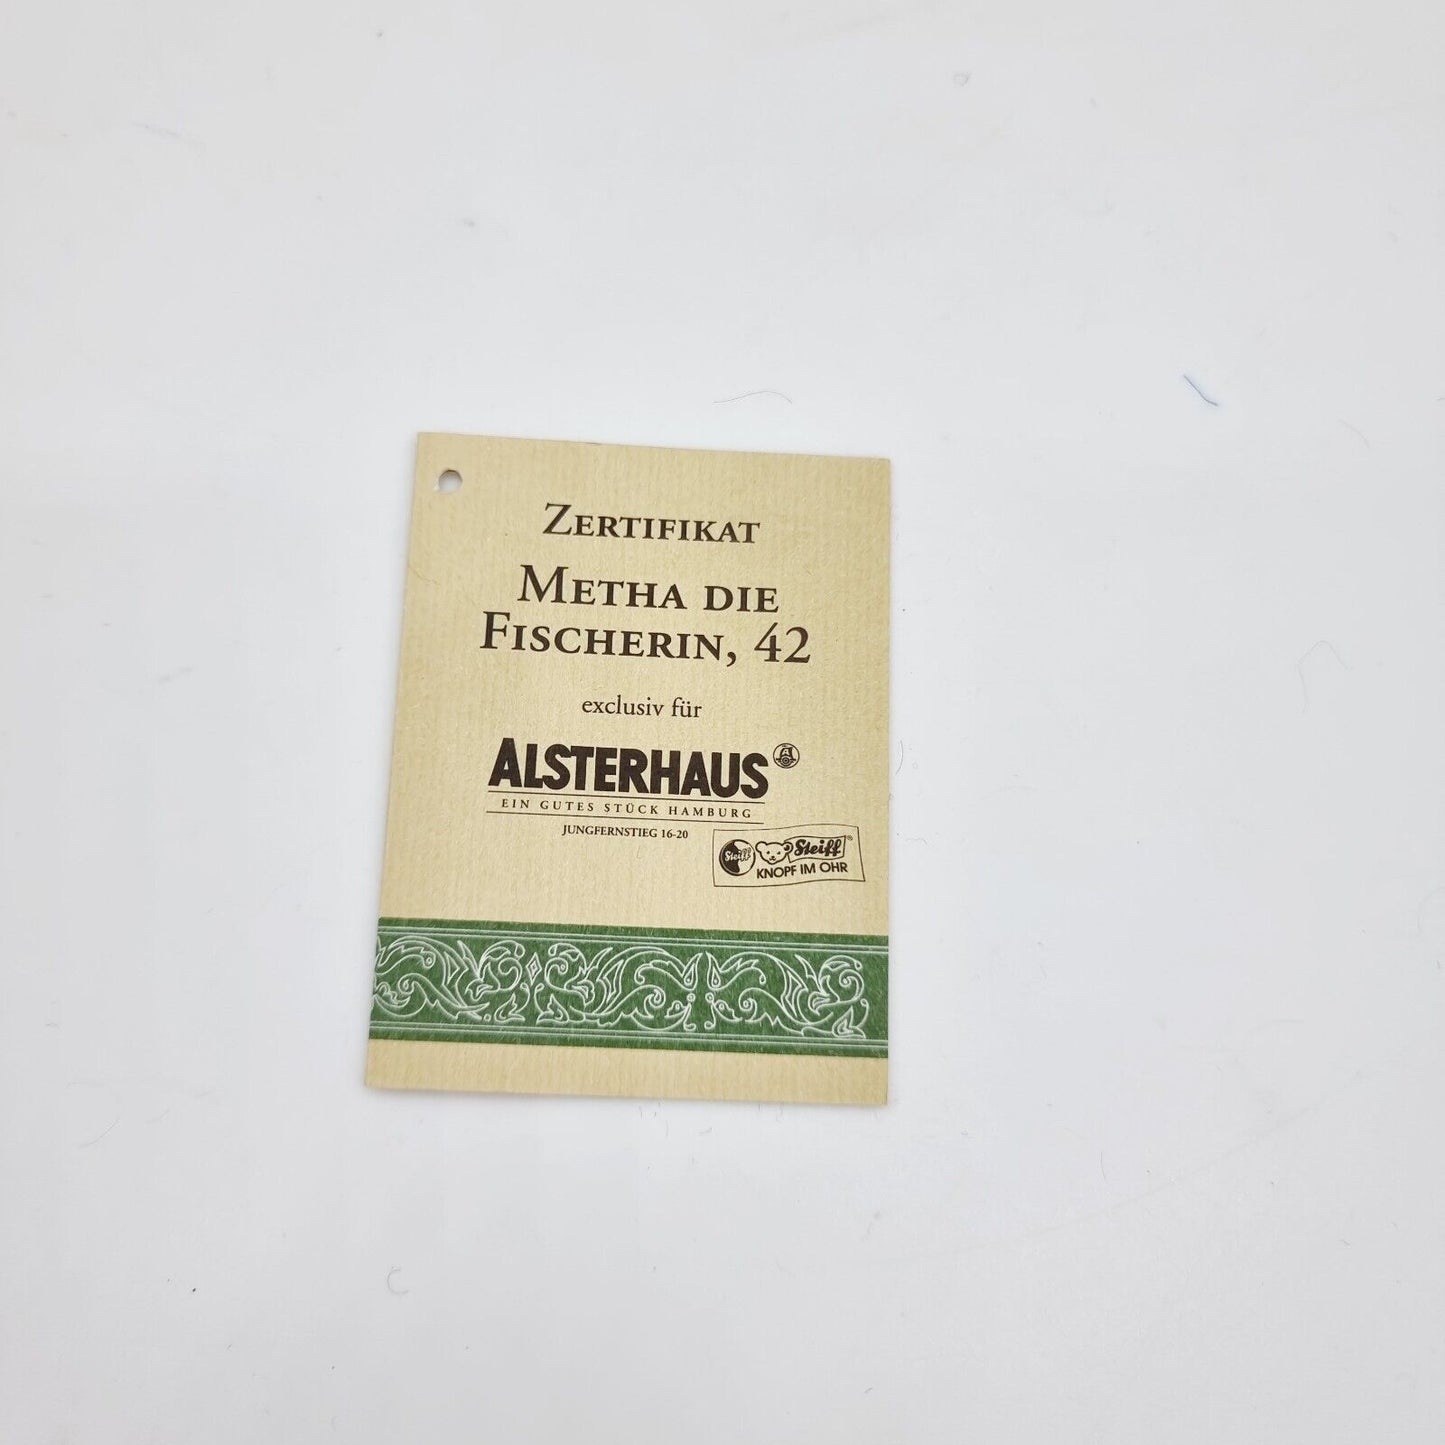 ZERTIFIKAT
METHA DIE
FISCHERIN, 42
exclusiv für
ALSTERHAUS A
EIN GUTES STÜCK HAMBURG
JUNGFERNSTIEG 16-20
Steiff Steiff®
KNOPF IM OHR